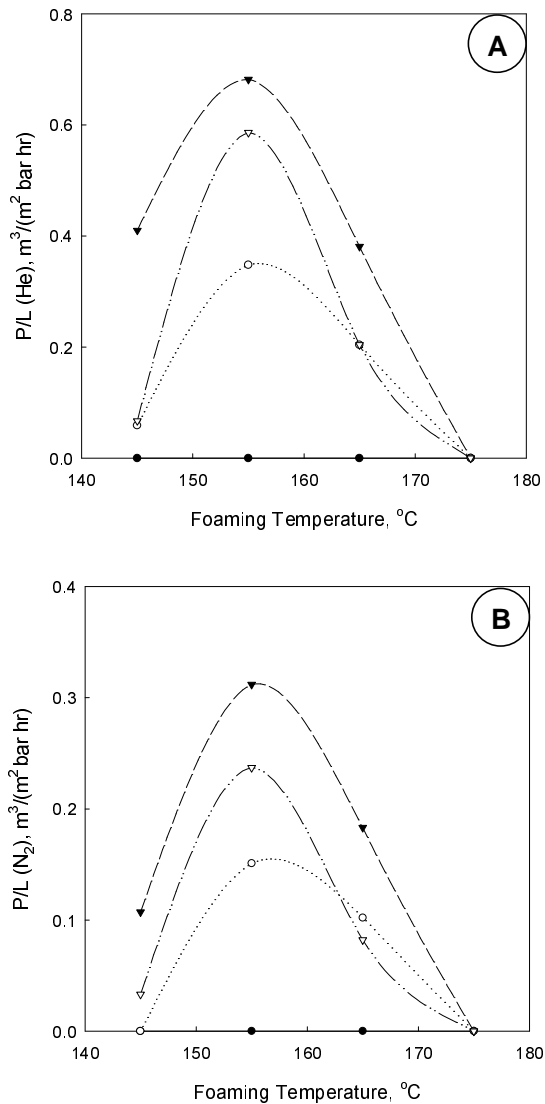 A
0.8
0.6
0.4
0.2
0.0
P/L (He), m³/(m² bar hr)
140 150 160 170 180
Foaming Temperature, °C
B
0.4
0.3
0.2
0.1
0.0
P/L (N₂), m³/(m² bar hr)
140 150 160 170 180
Foaming Temperature, °C